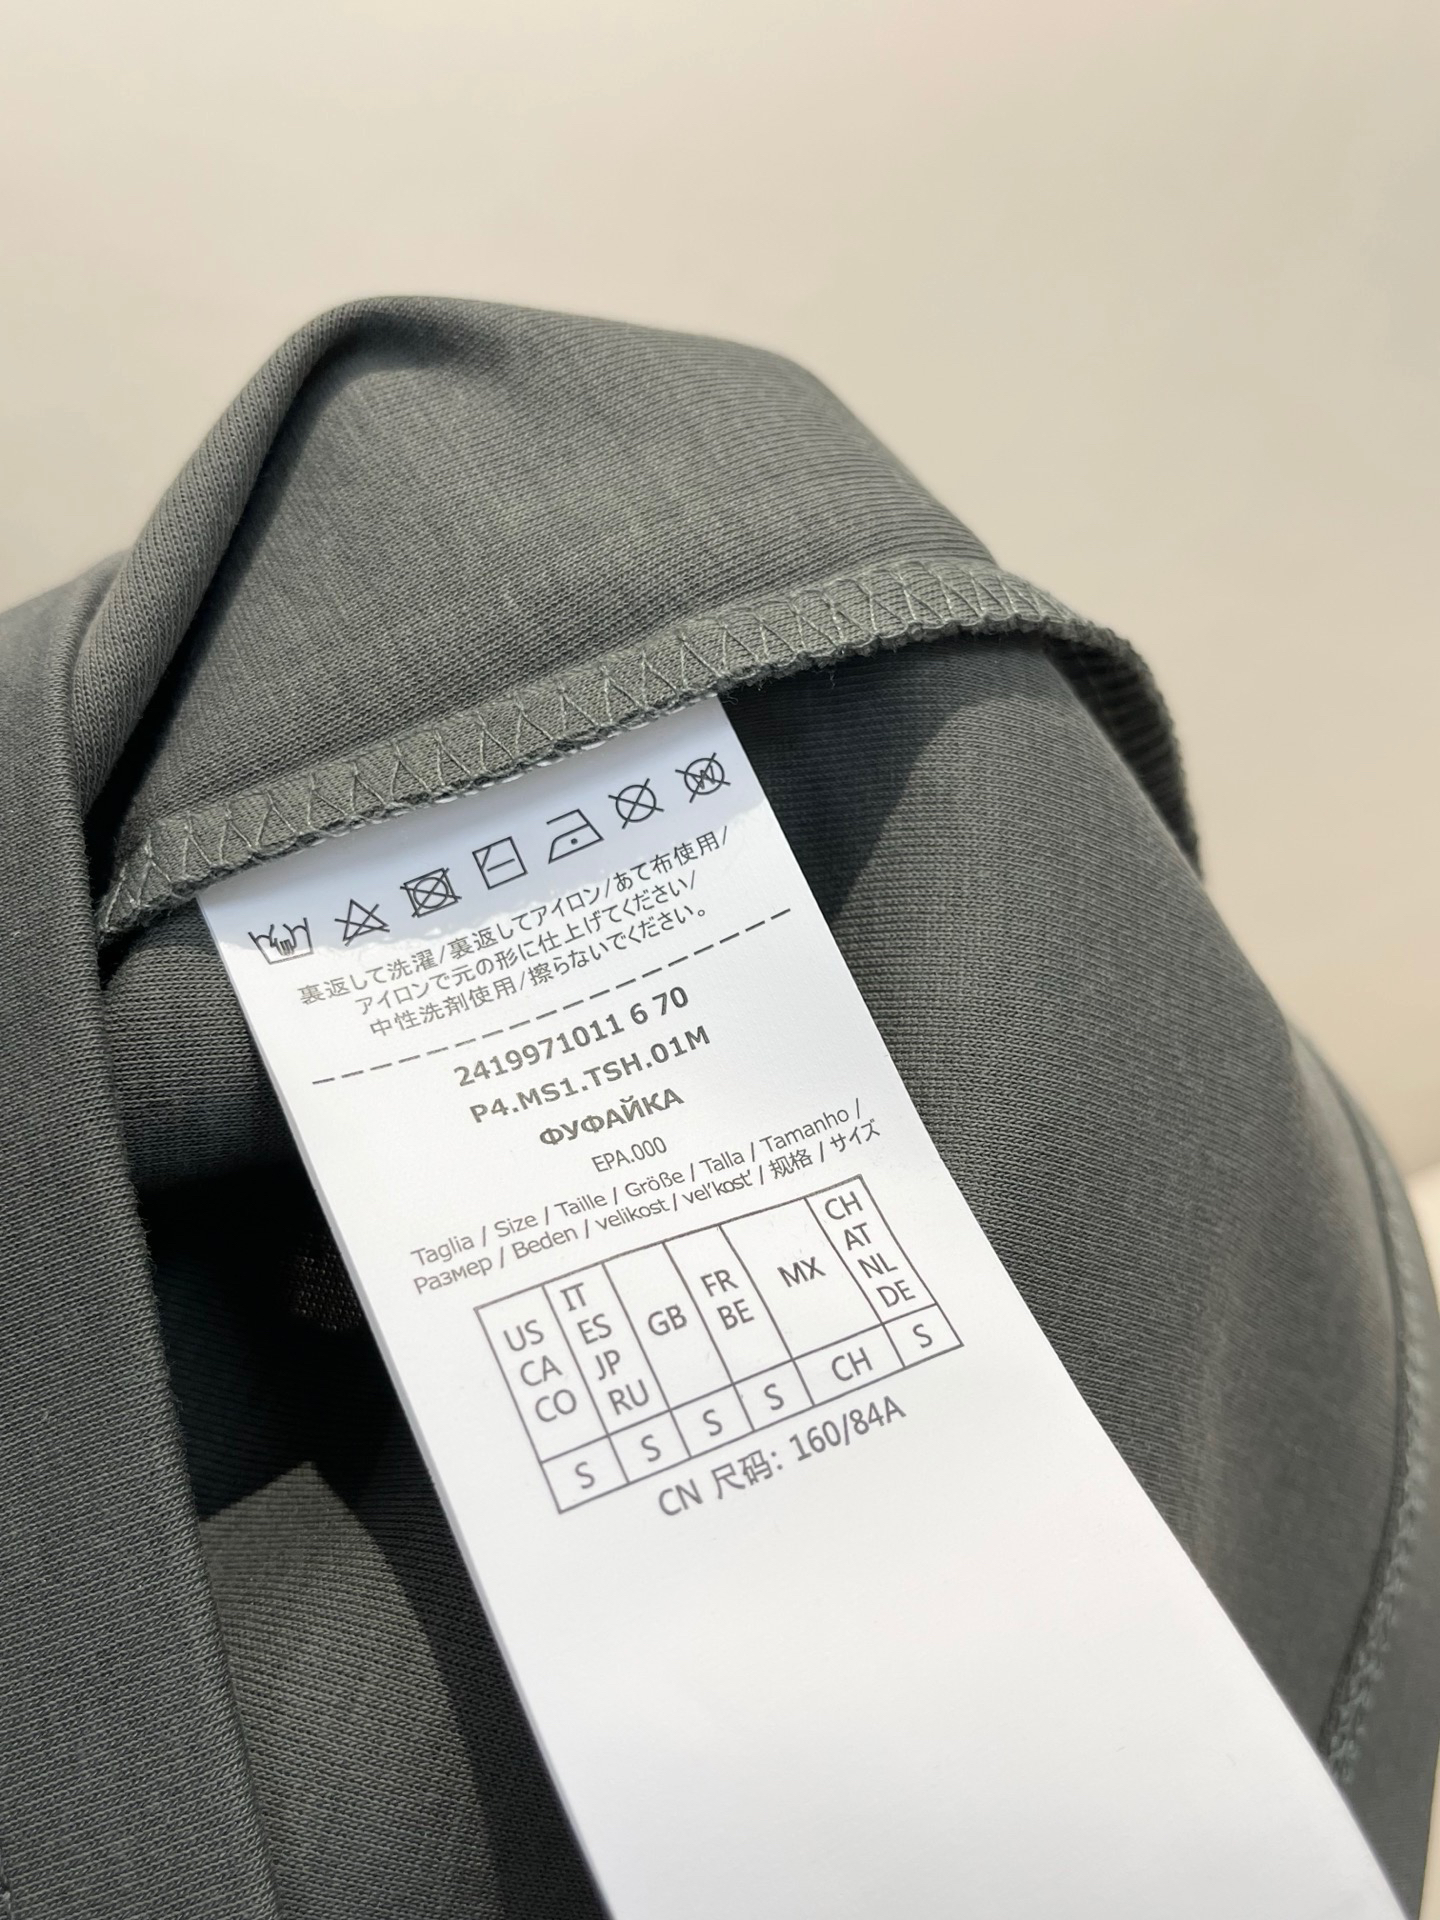 裏返して洗濯/裏返してアイロン/あて布使用/
アイロンで元の形に仕上げてください/
中性洗剤使用/擦らないでください。
2419971011 6 70
P4.MS1.TSH.01M
ФУФАЙКА
EPA.000
Taglia / Size / Taille / Größe / Talla / Tamanho /
Размер / Beden / velikost / vel'kosť / 规格 / サイズ
US CA CO
IT ES JP RU
GB
FR BE
MX
CH AT NL DE
S S S S CH S
CN 尺码: 160/84A